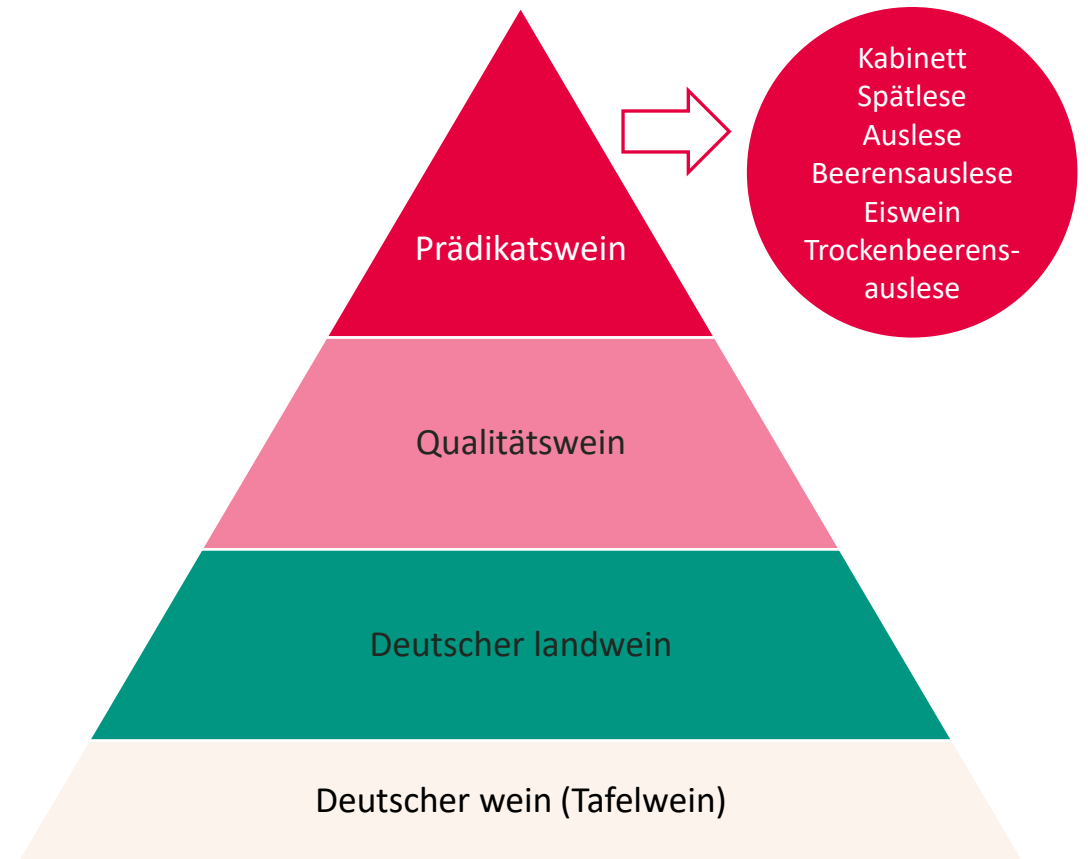 Kabinett
Spätlese
Auslese
Beerensauslese
Eiswein
Trockenbeerens-
auslese
Prädikatswein
Qualitätswein
Deutscher landwein
Deutscher wein (Tafelwein)